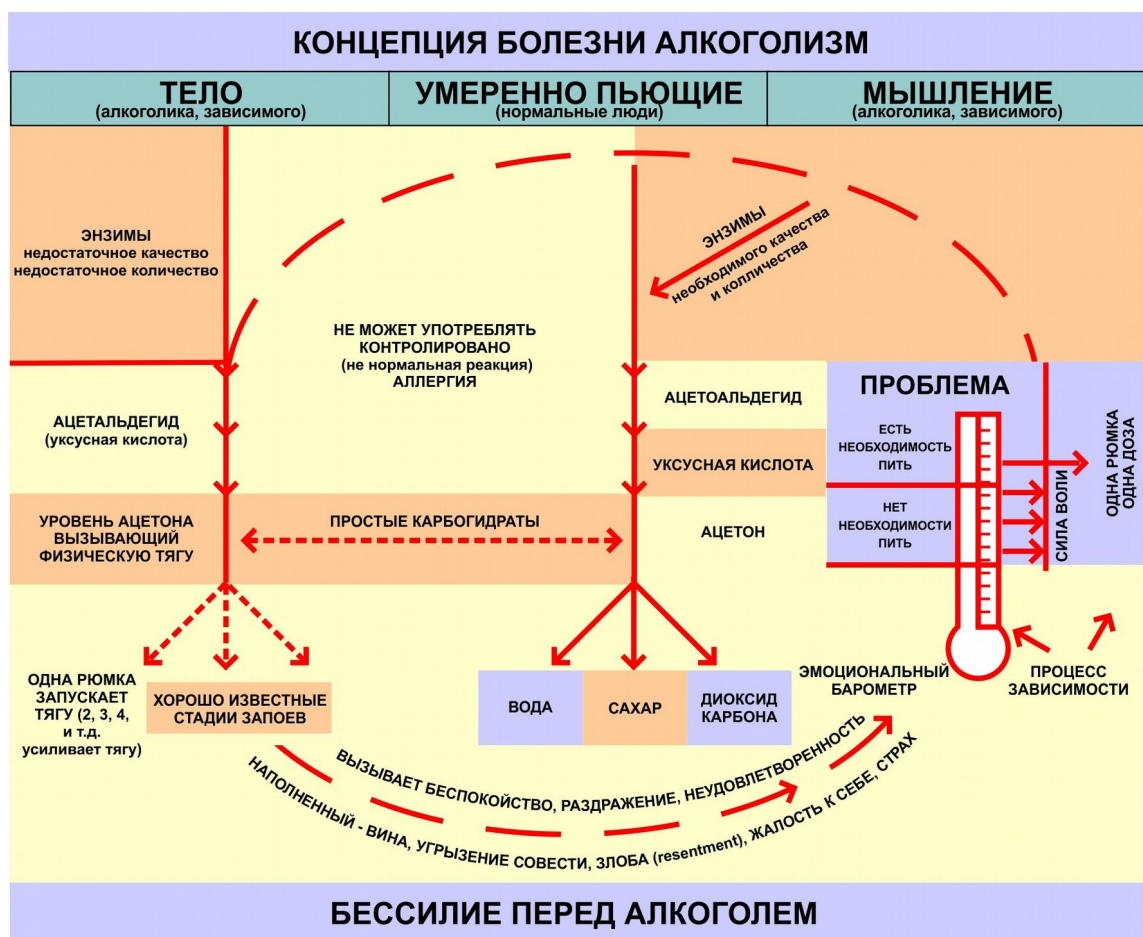 КОНЦЕПЦИЯ БОЛЕЗНИ АЛКОГОЛИЗМ
ТЕЛО
(алкоголика, зависимого)
УМЕРЕННО ПЬЮЩИЕ
(нормальные люди)
МЫШЛЕНИЕ
(алкоголика, зависимого)
ЭНЗИМЫ
недостаточное качество
недостаточное количество
ЭНЗИМЫ
необходимого качества
и колличества
НЕ МОЖЕТ УПОТРЕБЛЯТЬ
КОНТРОЛИРОВАНО
(не нормальная реакция)
АЛЛЕРГИЯ
АЦЕТАЛЬДЕГИД
(уксусная кислота)
АЦЕТОАЛЬДЕГИД
УКСУСНАЯ КИСЛОТА
АЦЕТОН
ПРОБЛЕМА
ЕСТЬ
НЕОБХОДИМОСТЬ
ПИТЬ
НЕТ
НЕОБХОДИМОСТИ
ПИТЬ
СИЛА ВОЛИ
ОДНА РЮМКА
ОДНА ДОЗА
УРОВЕНЬ АЦЕТОНА
ВЫЗЫВАЮЩИЙ
ФИЗИЧЕСКУЮ ТЯГУ
ПРОСТЫЕ КАРБОГИДРАТЫ
ОДНА РЮМКА
ЗАПУСКАЕТ
ТЯГУ (2, 3, 4,
и т.д.
усиливает тягу)
ХОРОШО ИЗВЕСТНЫЕ
СТАДИИ ЗАПОЕВ
ВОДА
САХАР
ДИОКСИД
КАРБОНА
ЭМОЦИОНАЛЬНЫЙ
БАРОМЕТР
ПРОЦЕСС
ЗАВИСИМОСТИ
ВЫЗЫВАЕТ БЕСПОКОЙСТВО, РАЗДРАЖЕНИЕ, НЕУДОВЛЕТВОРЕННОСТЬ
НАПОЛНЕННЫЙ - ВИНА, УГРЫЗЕНИЕ СОВЕСТИ, ЗЛОБА (resentment), ЖАЛОСТЬ К СЕБЕ, СТРАХ
БЕССИЛИЕ ПЕРЕД АЛКОГОЛЕМ